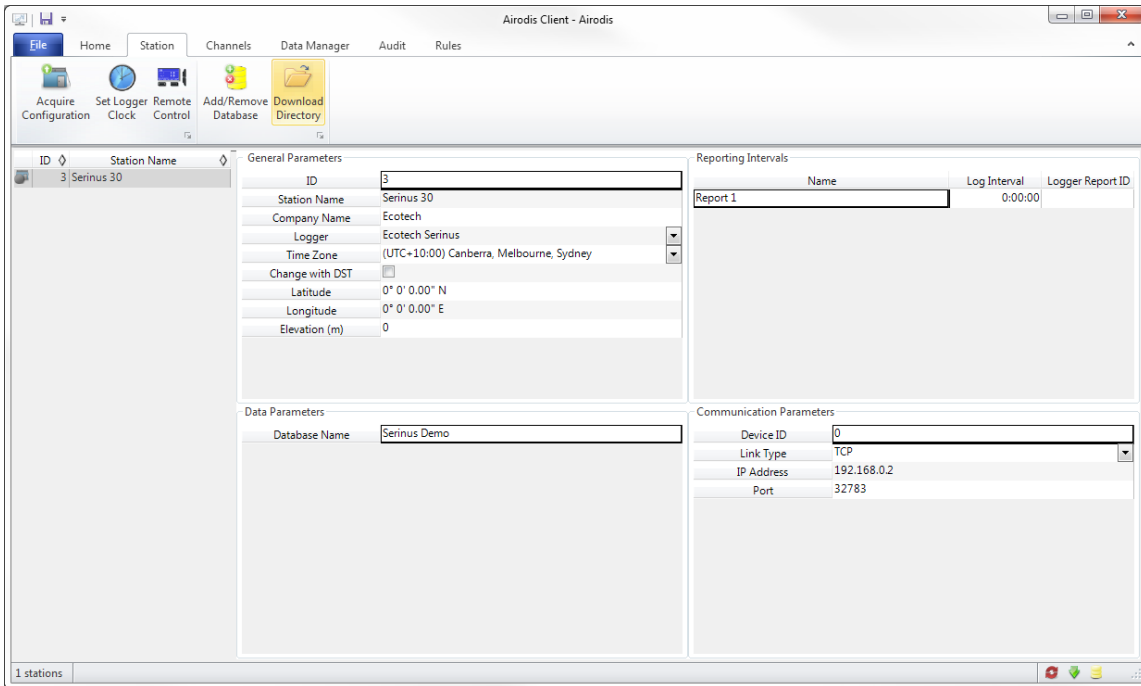 Airodis Client - Airodis
File Home Station Channels Data Manager Audit Rules
Acquire Configuration
Set Logger Clock
Remote Control
Add/Remove Database
Download Directory
ID Station Name
3 Serinus 30
General Parameters
ID 3
Station Name Serinus 30
Company Name Ecotech
Logger Ecotech Serinus
Time Zone (UTC+10:00) Canberra, Melbourne, Sydney
Change with DST
Latitude 0° 0' 0.00" N
Longitude 0° 0' 0.00" E
Elevation (m) 0
Reporting Intervals
Name Log Interval Logger Report ID
Report 1 0:00:00
Data Parameters
Database Name Serinus Demo
Communication Parameters
Device ID 0
Link Type TCP
IP Address 192.168.0.2
Port 32783
1 stations